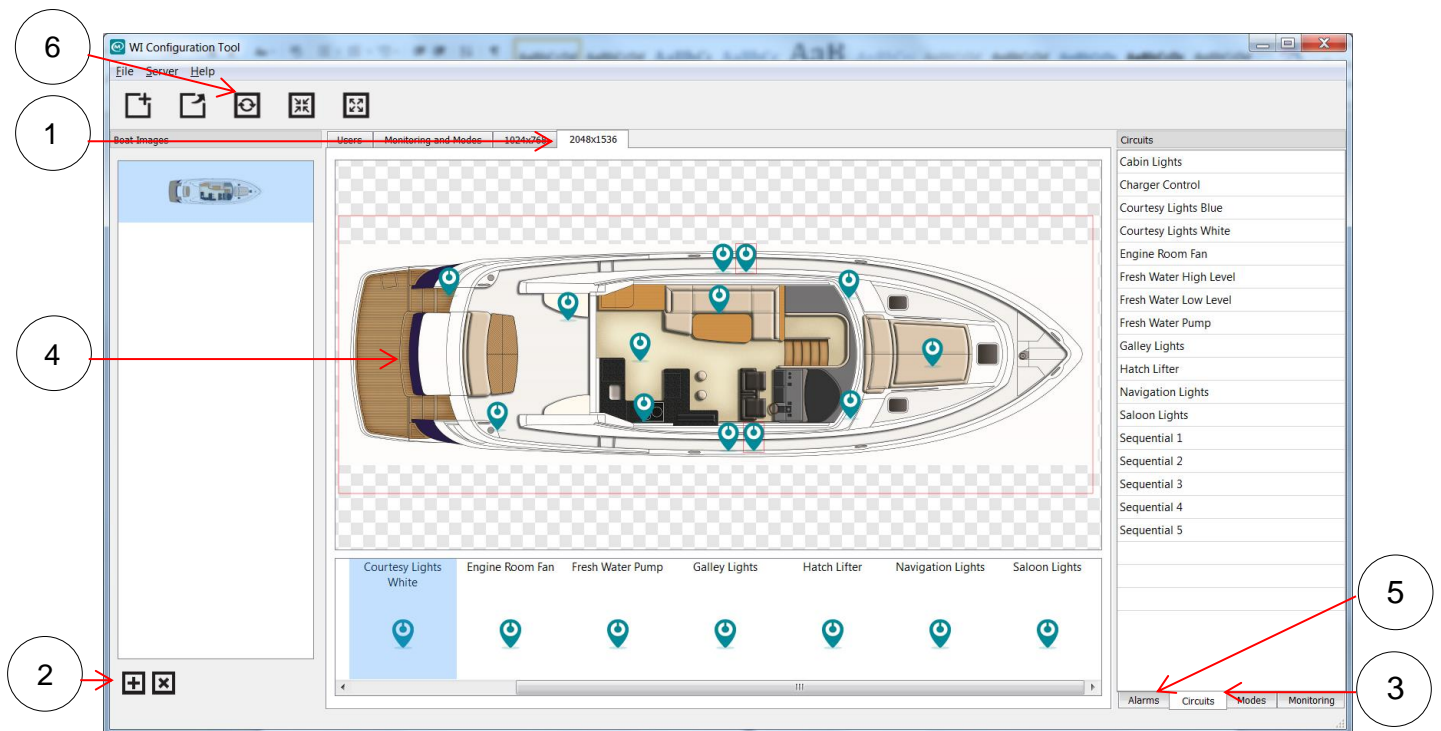 6
WI Configuration Tool
File Server Help
1
Boat Images
Users Monitoring and Modes 1024x768 2048x1536
Circuits
Cabin Lights
Charger Control
Courtesy Lights Blue
Courtesy Lights White
Engine Room Fan
Fresh Water High Level
Fresh Water Low Level
Fresh Water Pump
Galley Lights
Hatch Lifter
Navigation Lights
Saloon Lights
Sequential 1
Sequential 2
Sequential 3
Sequential 4
Sequential 5
4
Courtesy Lights
White
Engine Room Fan
Fresh Water Pump
Galley Lights
Hatch Lifter
Navigation Lights
Saloon Lights
5
2
3
Alarms Circuits Modes Monitoring